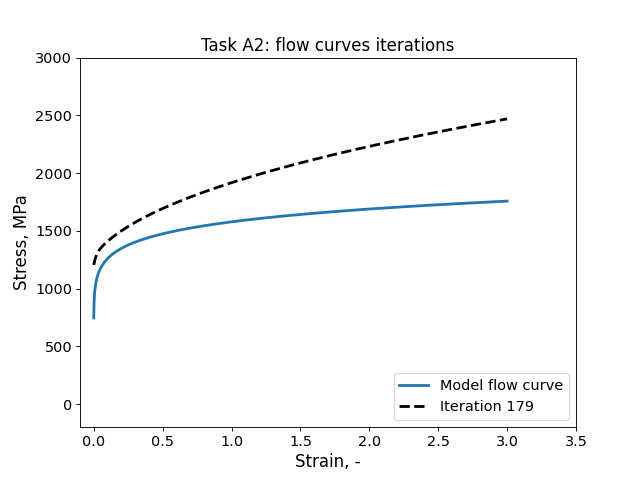 Task A2: flow curves iterations
3000
2500
2000
1500
1000
500
0
Stress, MPa
Model flow curve
Iteration 179
0.0 0.5 1.0 1.5 2.0 2.5 3.0 3.5
Strain, -